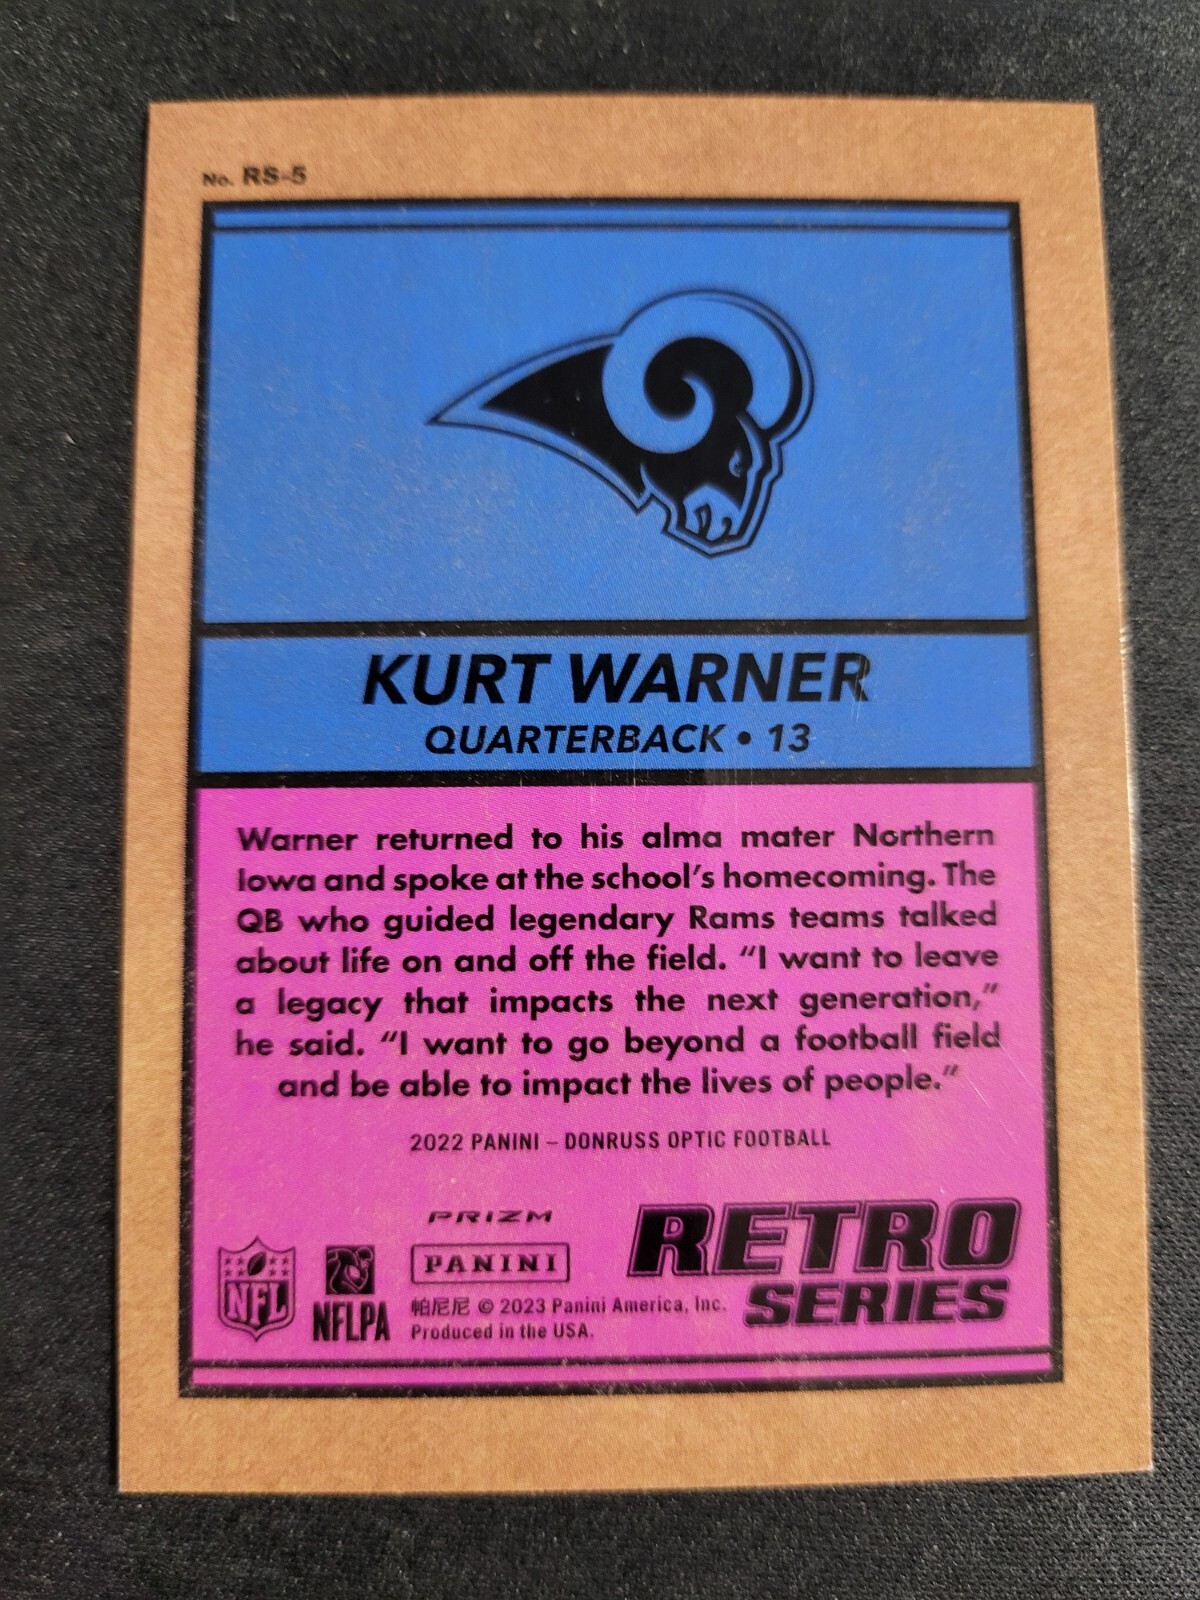 No. RS-5
KURT WARNER
QUARTERBACK • 13
Warner returned to his alma mater Northern
Iowa and spoke at the school's homecoming. The
QB who guided legendary Rams teams talked
about life on and off the field. “I want to leave
a legacy that impacts the next generation,”
he said. “I want to go beyond a football field
and be able to impact the lives of people.”
2022 PANINI – DONRUSS OPTIC FOOTBALL
PRIZM
PANINI
RETRO
SERIES
NFL
NFLPA
帕尼尼 © 2023 Panini America, Inc.
Produced in the USA.